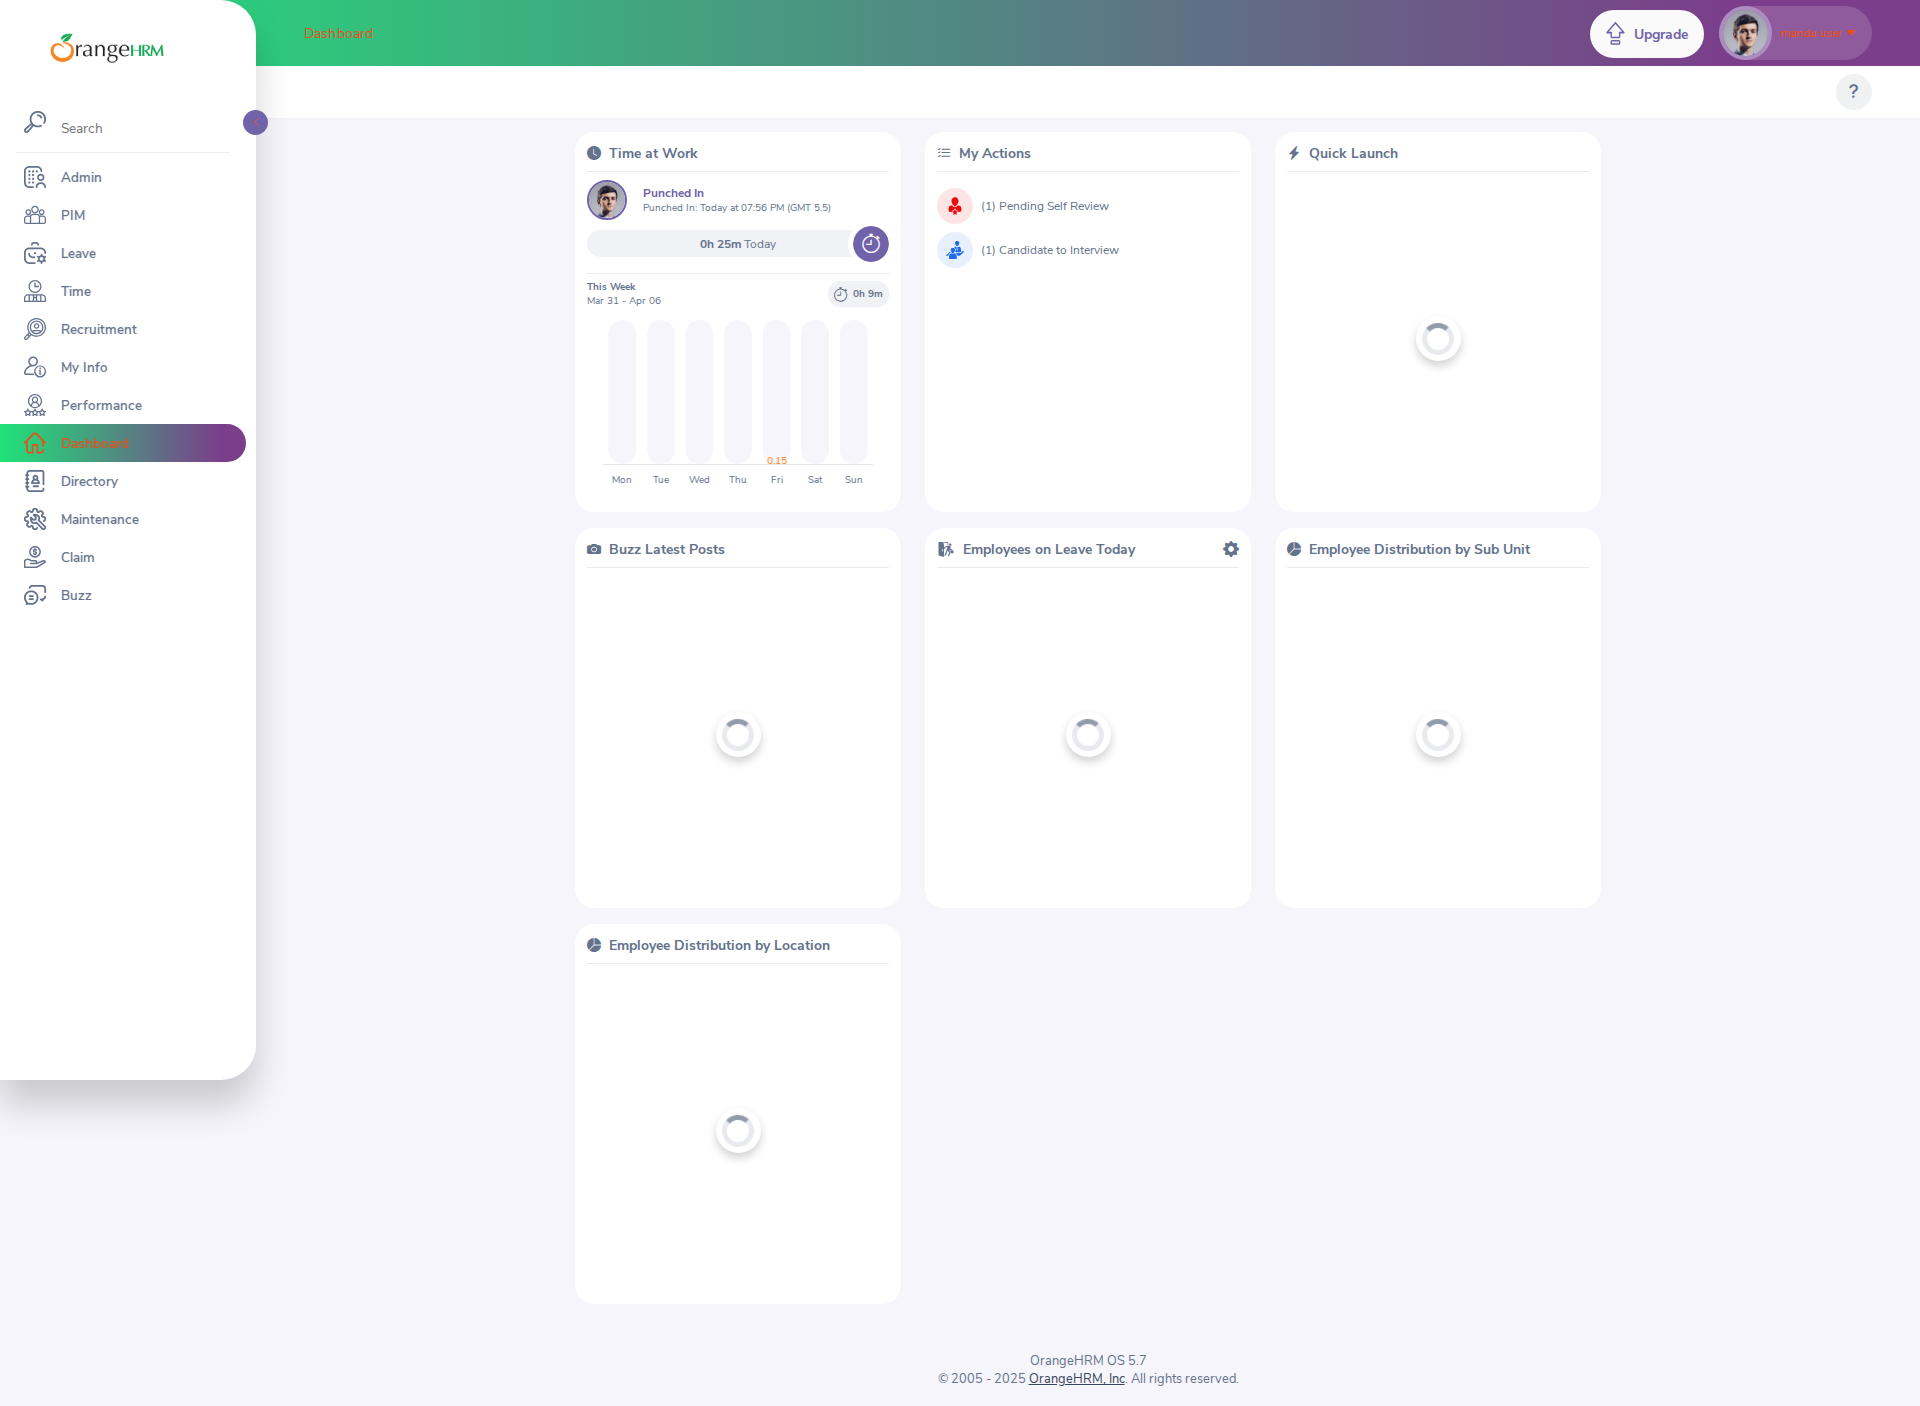 OrangeHRM
Dashboard
Upgrade
manda user
Search
?
Admin
PIM
Leave
Time
Recruitment
My Info
Performance
Dashboard
Directory
Maintenance
Claim
Buzz
Time at Work
Punched In
Punched In: Today at 07:56 PM (GMT 5.5)
0h 25m Today
This Week
Mar 31 - Apr 06
0h 9m
0.15
Mon Tue Wed Thu Fri Sat Sun
My Actions
(1) Pending Self Review
(1) Candidate to Interview
Quick Launch
Buzz Latest Posts
Employees on Leave Today
Employee Distribution by Sub Unit
Employee Distribution by Location
OrangeHRM OS 5.7
© 2005 - 2025 OrangeHRM, Inc. All rights reserved.